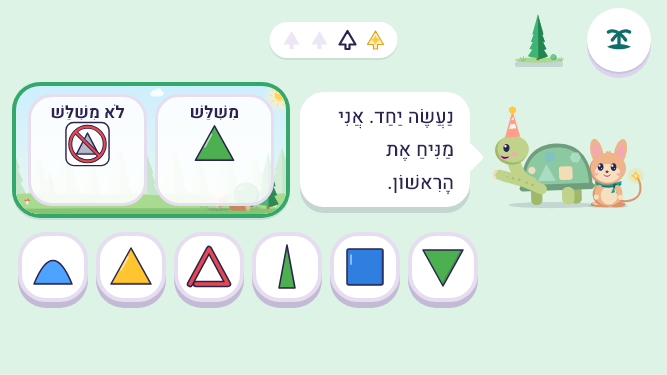 מְשֻׁלָּשׁ
לֹא מְשֻׁלָּשׁ
נַעֲשֶׂה יַחַד. אֲנִי
מַנִּיחַ אֶת
הָרִאשׁוֹן.